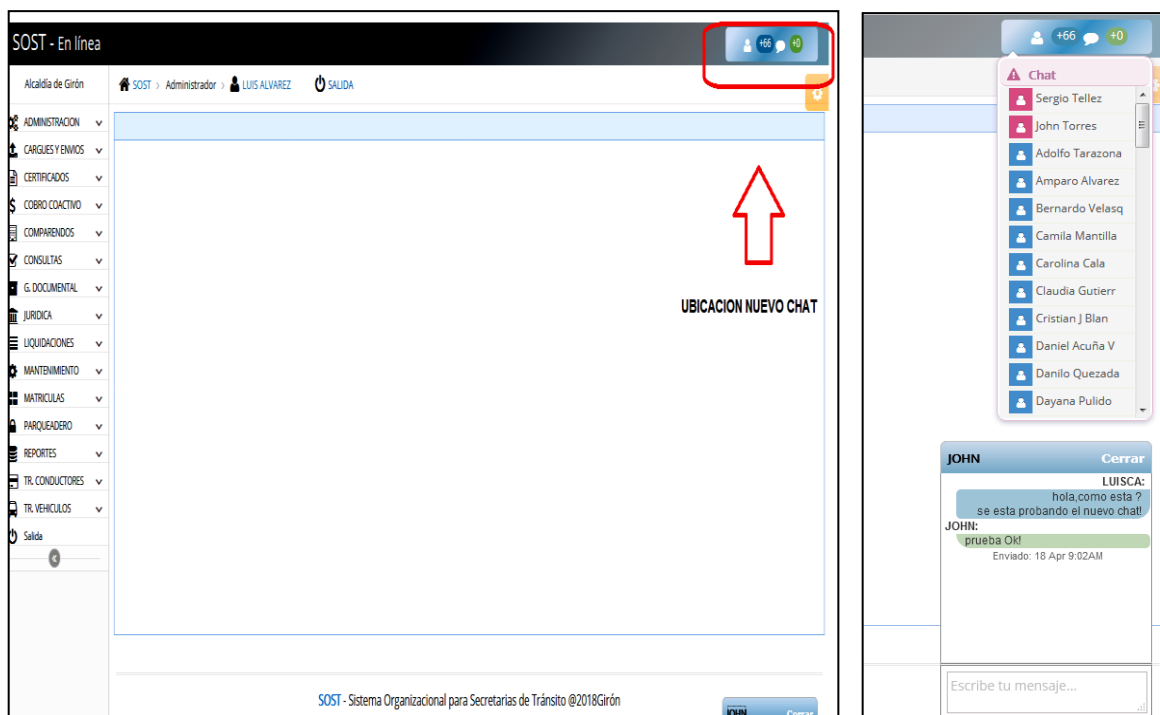 SOST - En línea
+66 +0
Alcaldía de Girón
SOST > Administrador > LUIS ALVAREZ SALIDA
ADMINISTRACION
CARGUES Y ENVIOS
CERTIFICADOS
COBRO COACTIVO
COMPARENDOS
CONSULTAS
G. DOCUMENTAL
JURIDICA
LIQUIDACIONES
MANTENIMIENTO
MATRICULAS
PARQUEADERO
REPORTES
TR. CONDUCTORES
TR. VEHICULOS
Salida
UBICACION NUEVO CHAT
SOST - Sistema Organizacional para Secretarias de Tránsito @2018Girón
JOHN Cerrar
+66 +0
Chat
Sergio Tellez
John Torres
Adolfo Tarazona
Amparo Alvarez
Bernardo Velasq
Camila Mantilla
Carolina Cala
Claudia Gutierr
Cristian J Blan
Daniel Acuña V
Danilo Quezada
Dayana Pulido
JOHN Cerrar
LUISCA:
hola,como esta ?
se esta probando el nuevo chat!
JOHN:
prueba Ok!
Enviado: 18 Apr 9:02AM
Escribe tu mensaje...